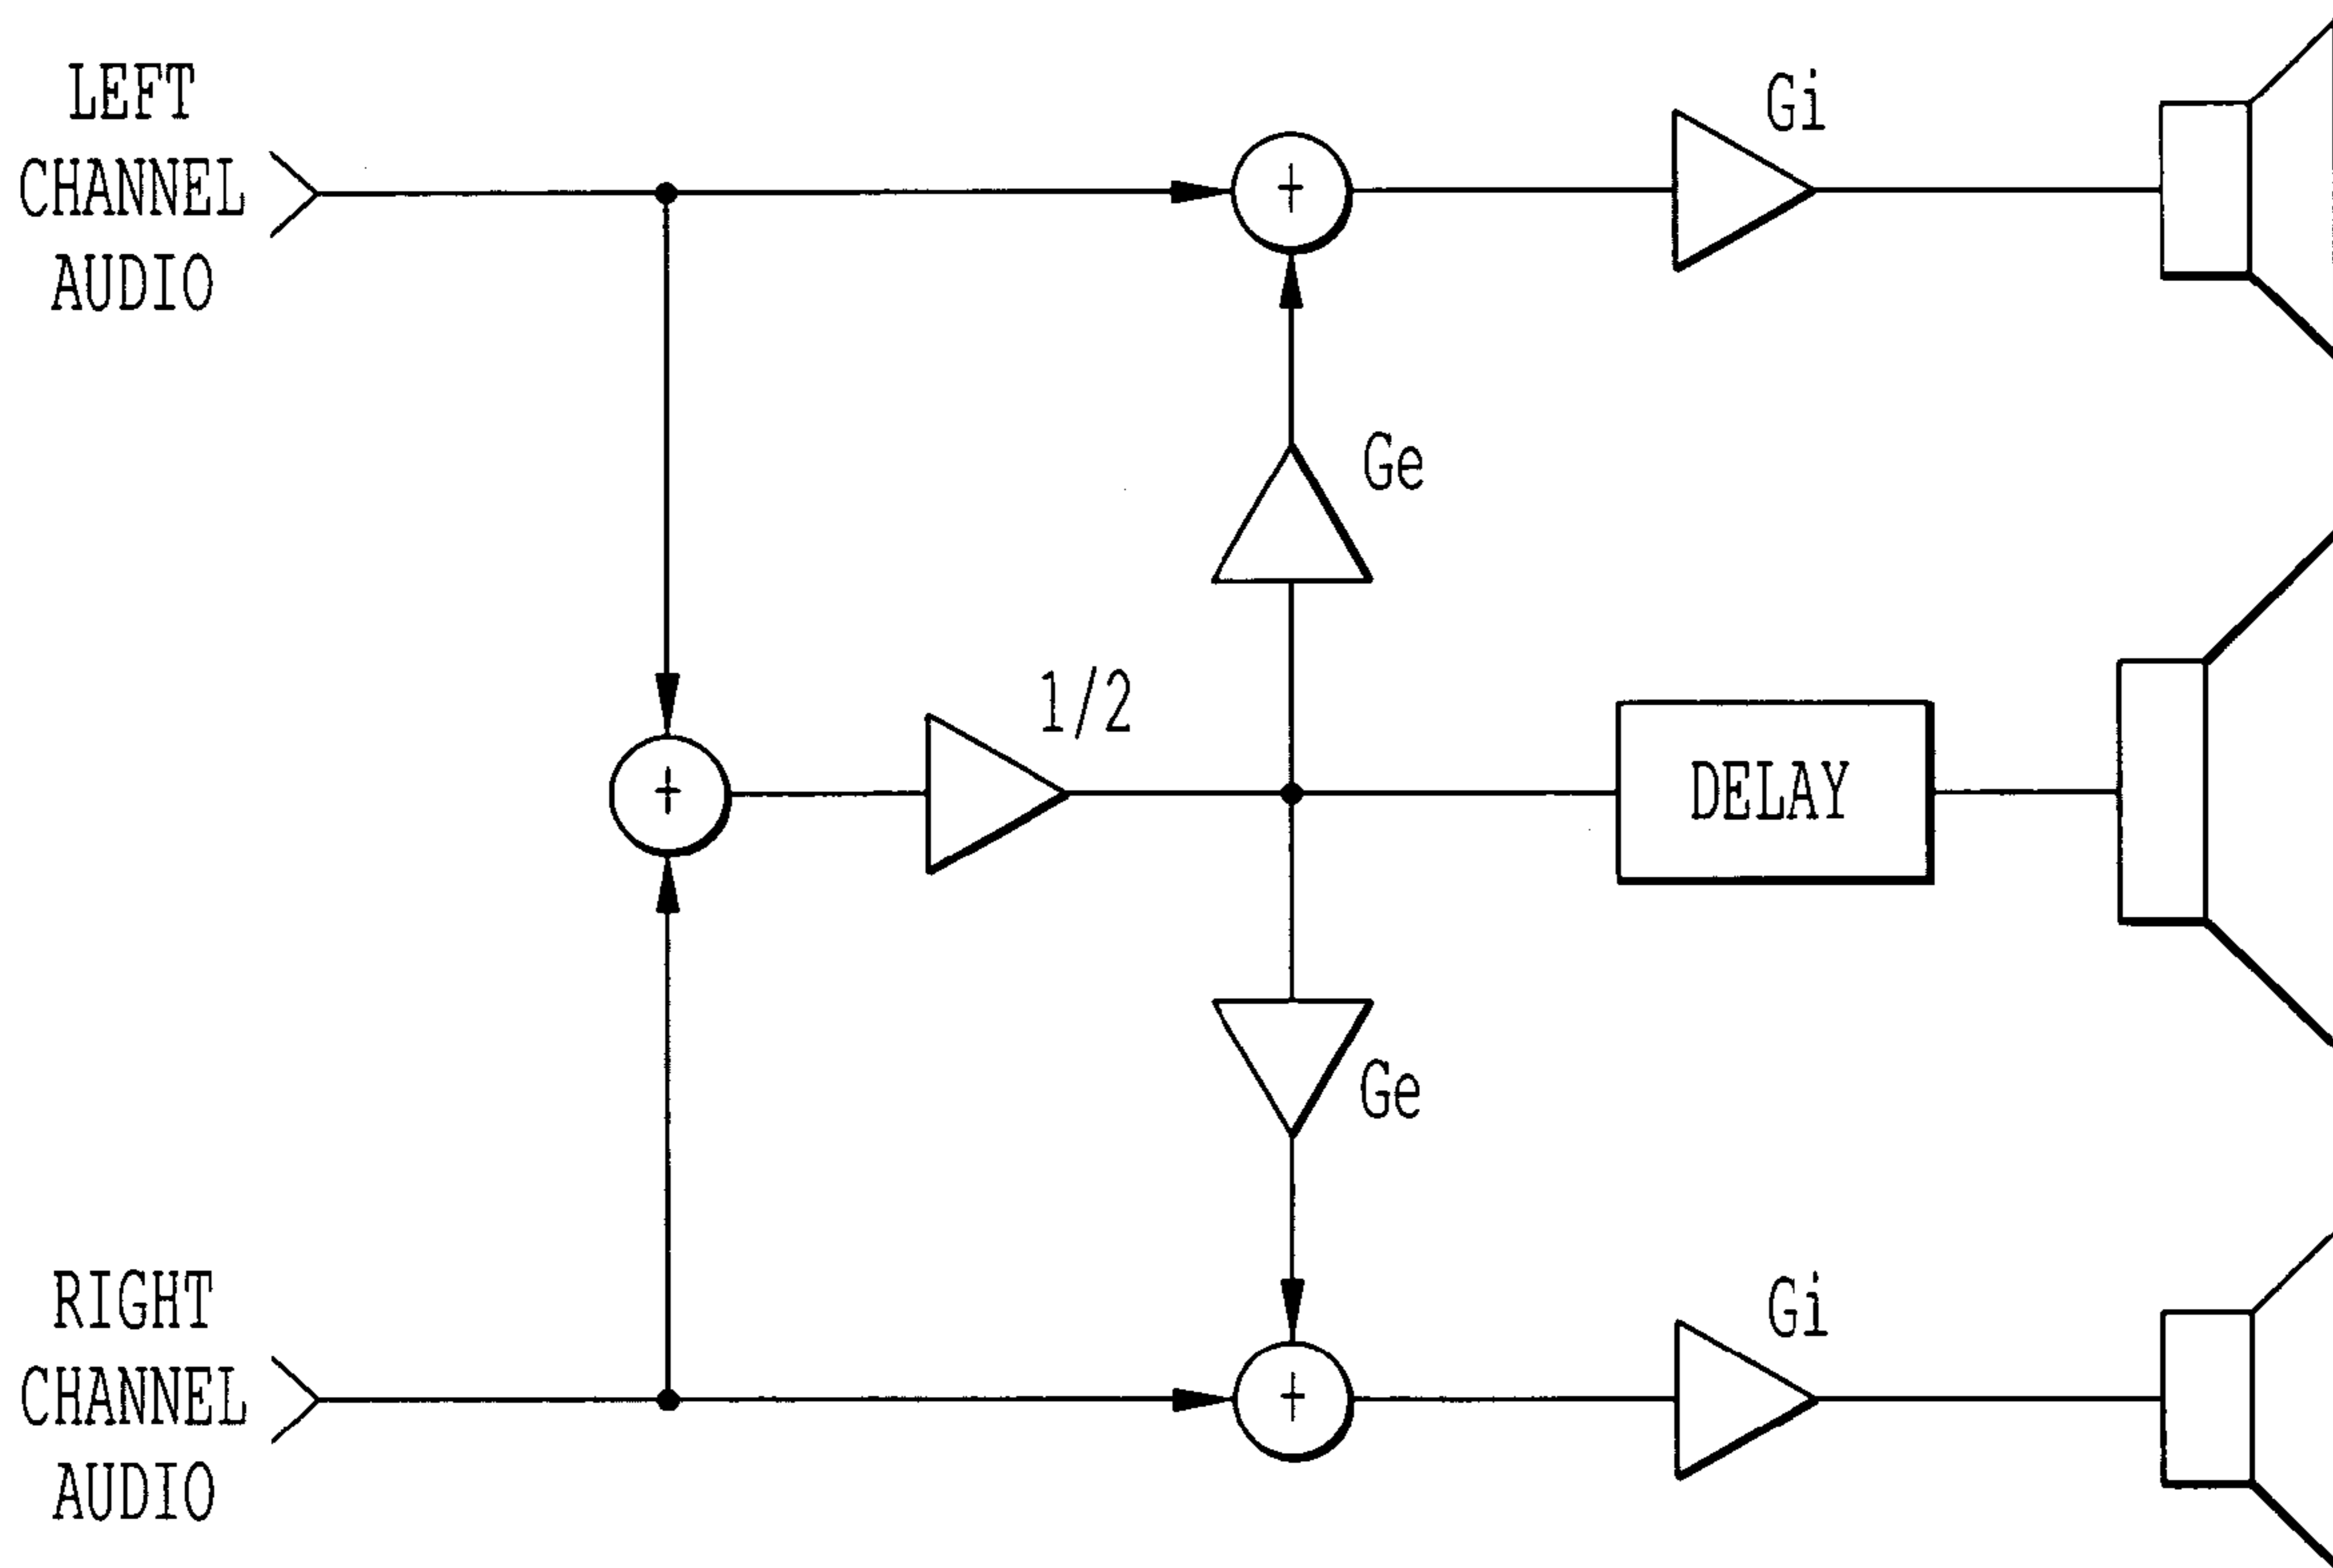 LEFT
CHANNEL
AUDIO
+
Gi
Ge
1/2
+
DELAY
Ge
RIGHT
CHANNEL
AUDIO
+
Gi